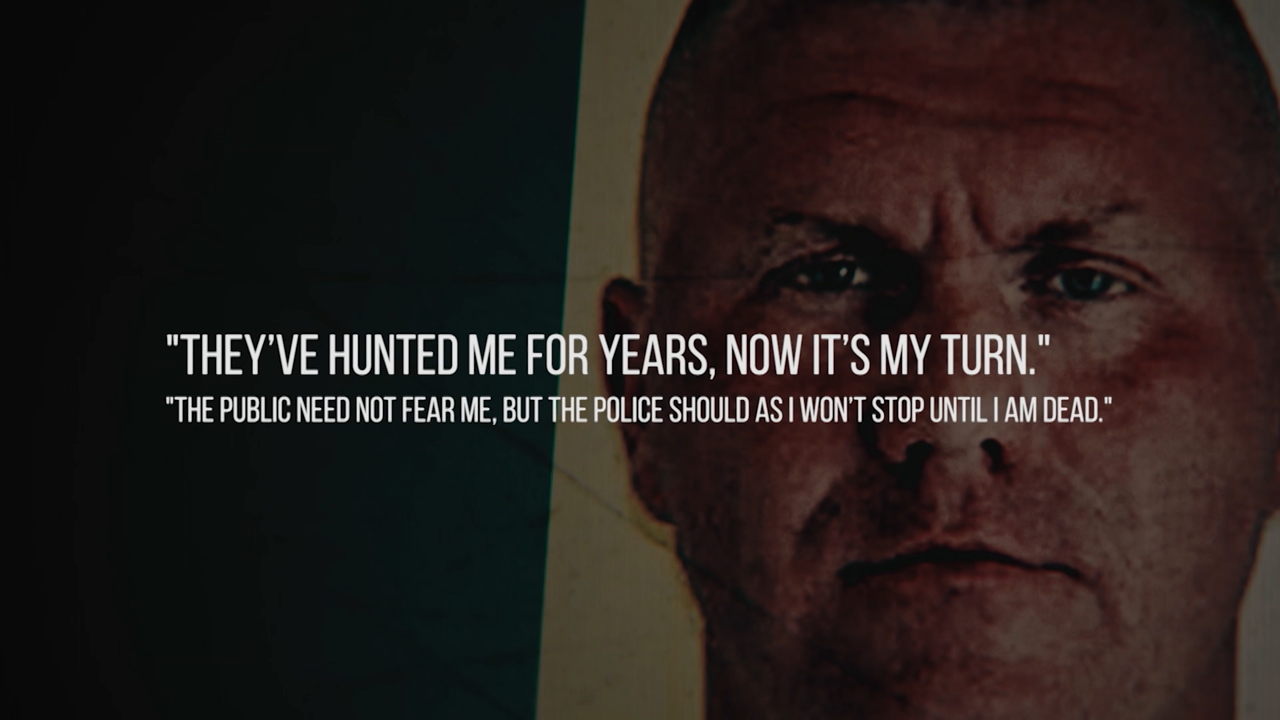 "THEY’VE HUNTED ME FOR YEARS, NOW IT’S MY TURN."
"THE PUBLIC NEED NOT FEAR ME, BUT THE POLICE SHOULD AS I WON’T STOP UNTIL I AM DEAD."